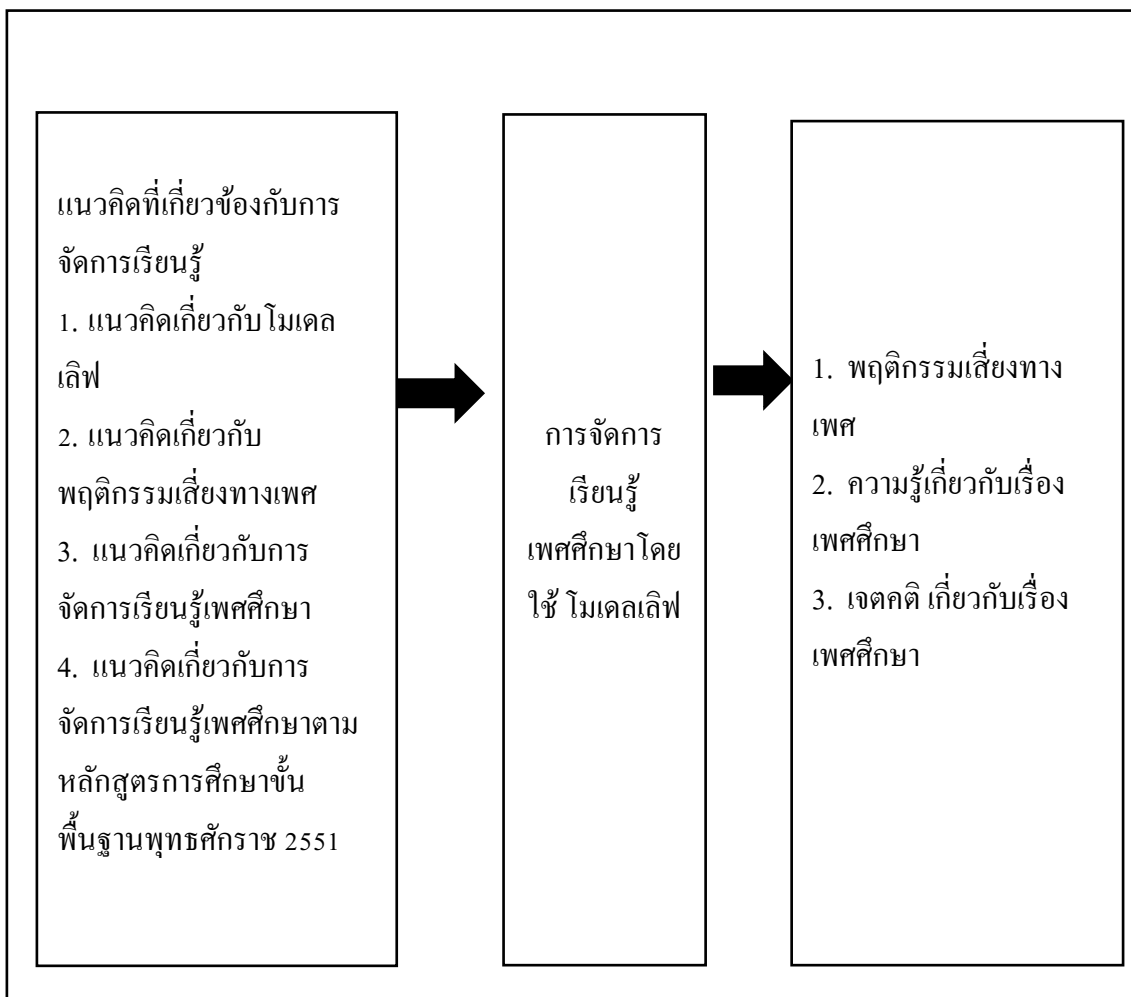 แนวคิดที่เกี่ยวข้องกับการ
จัดการเรียนรู้
1. แนวคิดเกี่ยวกับโมเดล
เลิฟ
2. แนวคิดเกี่ยวกับ
พฤติกรรมเสี่ยงทางเพศ
3. แนวคิดเกี่ยวกับการ
จัดการเรียนรู้เพศศึกษา
4. แนวคิดเกี่ยวกับการ
จัดการเรียนรู้เพศศึกษาตาม
หลักสูตรการศึกษาขั้น
พื้นฐานพุทธศักราช 2551
การจัดการ
เรียนรู้
เพศศึกษาโดย
ใช้ โมเดลเลิฟ
1. พฤติกรรมเสี่ยงทาง
เพศ
2. ความรู้เกี่ยวกับเรื่อง
เพศศึกษา
3. เจตคติ เกี่ยวกับเรื่อง
เพศศึกษา